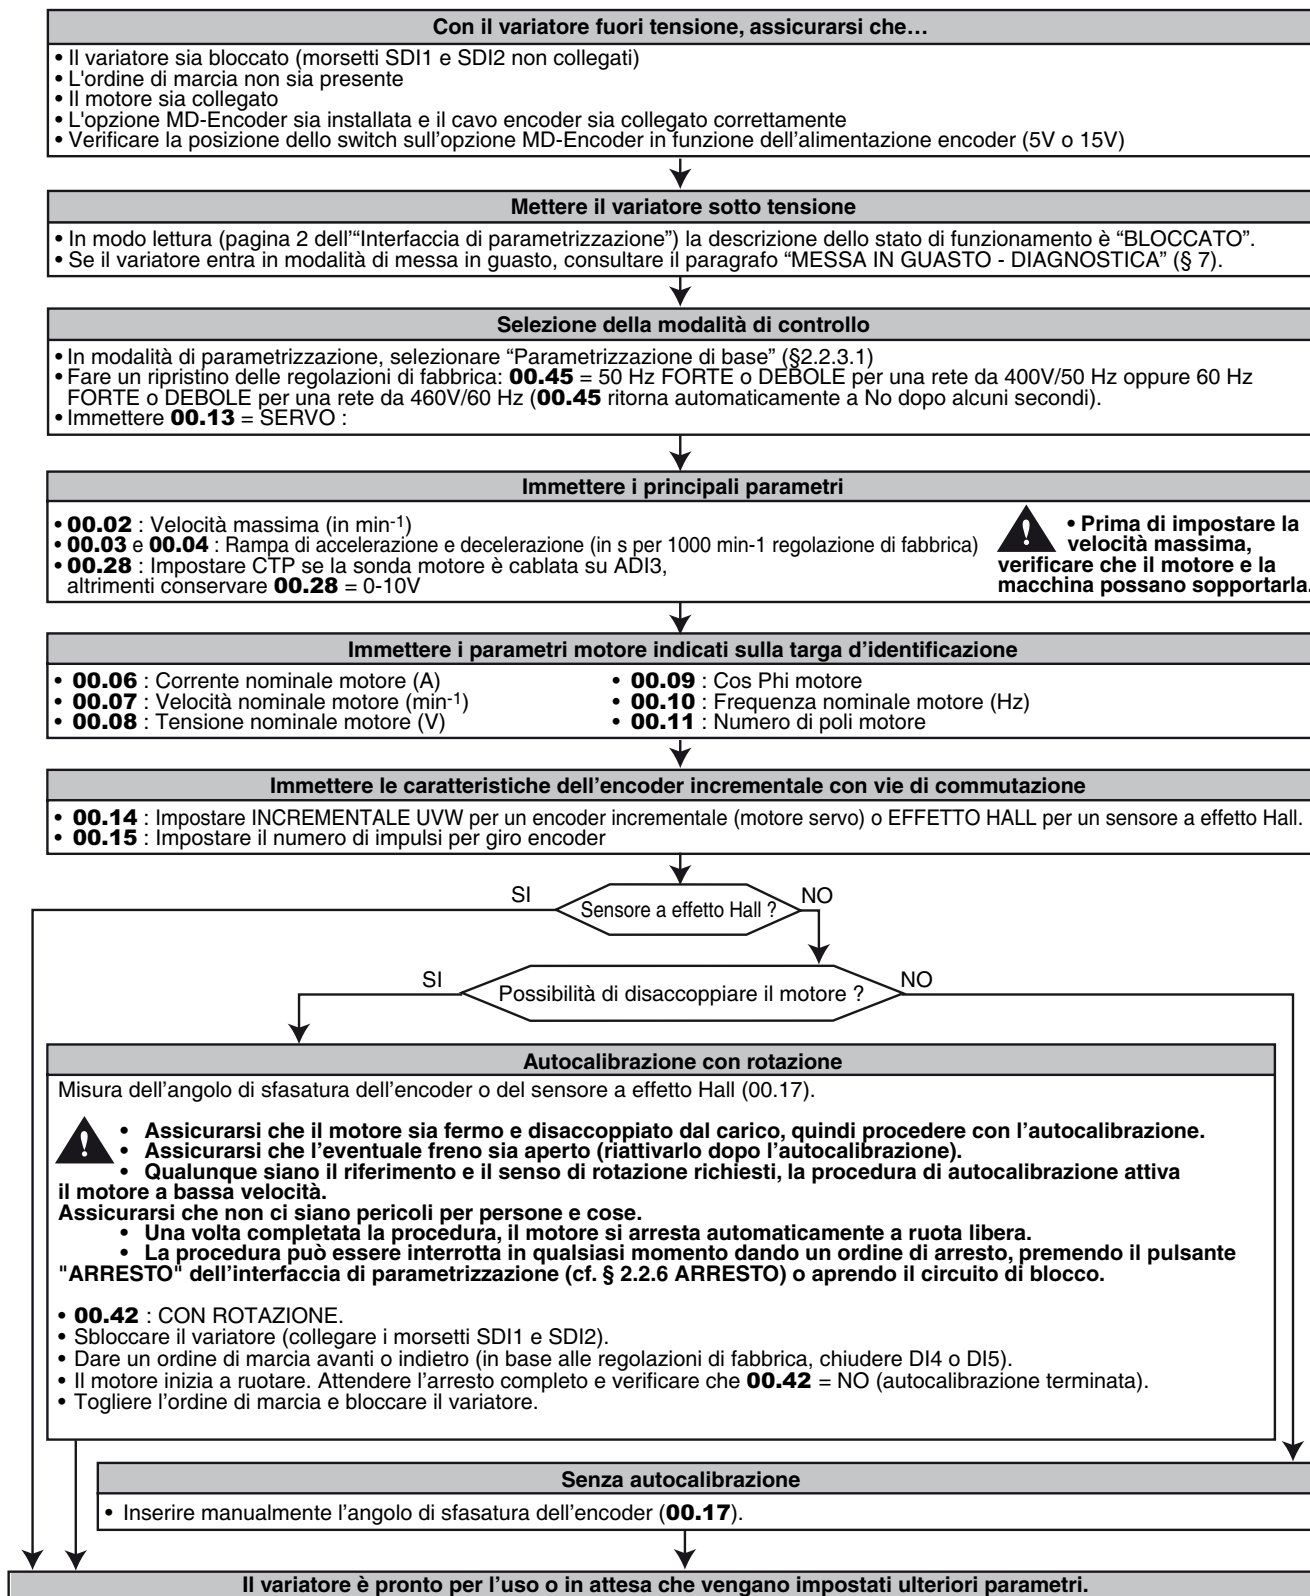 Con il variatore fuori tensione, assicurarsi che…
• Il variatore sia bloccato (morsetti SDI1 e SDI2 non collegati)
• L'ordine di marcia non sia presente
• Il motore sia collegato
• L'opzione MD-Encoder sia installata e il cavo encoder sia collegato correttamente
• Verificare la posizione dello switch sull'opzione MD-Encoder in funzione dell'alimentazione encoder (5V o 15V)
Mettere il variatore sotto tensione
• In modo lettura (pagina 2 dell'“Interfaccia di parametrizzazione”) la descrizione dello stato di funzionamento è “BLOCCATO”.
• Se il variatore entra in modalità di messa in guasto, consultare il paragrafo “MESSA IN GUASTO - DIAGNOSTICA” (§ 7).
Selezione della modalità di controllo
• In modalità di parametrizzazione, selezionare “Parametrizzazione di base” (§2.2.3.1)
• Fare un ripristino delle regolazioni di fabbrica: 00.45 = 50 Hz FORTE o DEBOLE per una rete da 400V/50 Hz oppure 60 Hz
FORTE o DEBOLE per una rete da 460V/60 Hz (00.45 ritorna automaticamente a No dopo alcuni secondi).
• Immettere 00.13 = SERVO :
Immettere i principali parametri
• 00.02 : Velocità massima (in min-1)
• 00.03 e 00.04 : Rampa di accelerazione e decelerazione (in s per 1000 min-1 regolazione di fabbrica)
• 00.28 : Impostare CTP se la sonda motore è cablata su ADI3,
altrimenti conservare 00.28 = 0-10V
• Prima di impostare la
velocità massima,
verificare che il motore e la
macchina possano sopportarla.
Immettere i parametri motore indicati sulla targa d'identificazione
• 00.06 : Corrente nominale motore (A)
• 00.07 : Velocità nominale motore (min-1)
• 00.08 : Tensione nominale motore (V)
• 00.09 : Cos Phi motore
• 00.10 : Frequenza nominale motore (Hz)
• 00.11 : Numero di poli motore
Immettere le caratteristiche dell'encoder incrementale con vie di commutazione
• 00.14 : Impostare INCREMENTALE UVW per un encoder incrementale (motore servo) o EFFETTO HALL per un sensore a effetto Hall.
• 00.15 : Impostare il numero di impulsi per giro encoder
SI
Sensore a effetto Hall ?
NO
SI
Possibilità di disaccoppiare il motore ?
NO
Autocalibrazione con rotazione
Misura dell'angolo di sfasatura dell'encoder o del sensore a effetto Hall (00.17).
• Assicurarsi che il motore sia fermo e disaccoppiato dal carico, quindi procedere con l'autocalibrazione.
• Assicurarsi che l'eventuale freno sia aperto (riattivarlo dopo l'autocalibrazione).
• Qualunque siano il riferimento e il senso di rotazione richiesti, la procedura di autocalibrazione attiva
il motore a bassa velocità.
Assicurarsi che non ci siano pericoli per persone e cose.
• Una volta completata la procedura, il motore si arresta automaticamente a ruota libera.
• La procedura può essere interrotta in qualsiasi momento dando un ordine di arresto, premendo il pulsante
"ARRESTO" dell'interfaccia di parametrizzazione (cf. § 2.2.6 ARRESTO) o aprendo il circuito di blocco.
• 00.42 : CON ROTAZIONE.
• Sbloccare il variatore (collegare i morsetti SDI1 e SDI2).
• Dare un ordine di marcia avanti o indietro (in base alle regolazioni di fabbrica, chiudere DI4 o DI5).
• Il motore inizia a ruotare. Attendere l'arresto completo e verificare che 00.42 = NO (autocalibrazione terminata).
• Togliere l'ordine di marcia e bloccare il variatore.
Senza autocalibrazione
• Inserire manualmente l'angolo di sfasatura dell'encoder (00.17).
Il variatore è pronto per l'uso o in attesa che vengano impostati ulteriori parametri.